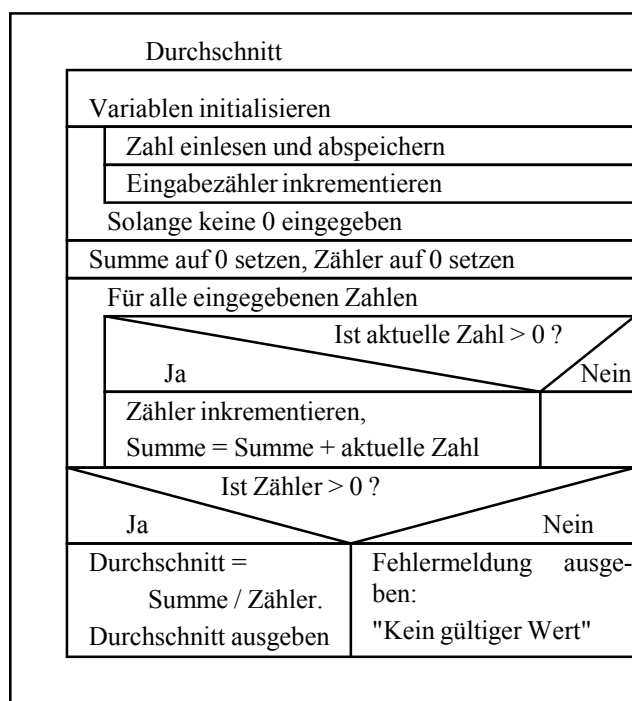 Durchschnitt
Variablen initialisieren
Zahl einlesen und abspeichern
Eingabezähler inkrementieren
Solange keine 0 eingegeben
Summe auf 0 setzen, Zähler auf 0 setzen
Für alle eingegebenen Zahlen
Ist aktuelle Zahl > 0 ?
Ja Nein
Zähler inkrementieren,
Summe = Summe + aktuelle Zahl
Ist Zähler > 0 ?
Ja Nein
Durchschnitt =
Summe / Zähler.
Durchschnitt ausgeben
Fehlermeldung ausge-
ben:
"Kein gültiger Wert"